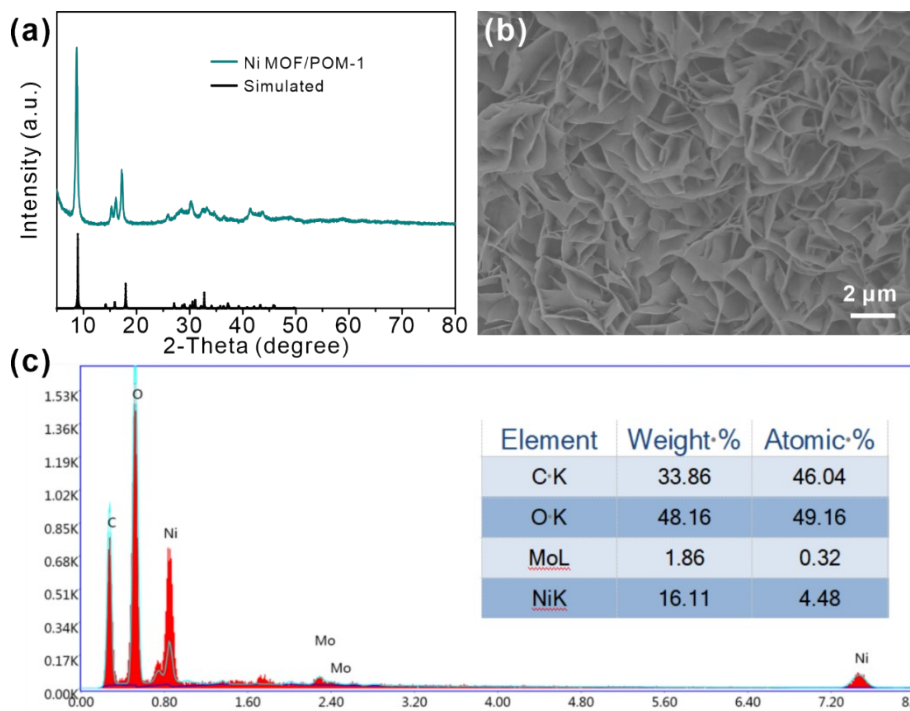 (a)
Ni MOF/POM-1
Simulated
Intensity (a.u.)
10 20 30 40 50 60 70 80
2-Theta (degree)
(b)
2 µm
(c)
1.53K
1.36K
1.19K
1.02K
0.85K
0.68K
0.51K
0.34K
0.17K
0.00K
0.00 0.80 1.60 2.40 3.20 4.00 4.80 5.60 6.40 7.20
C
O
Ni
Mo
Mo
Ni
Element Weight·% Atomic·%
C·K 33.86 46.04
O·K 48.16 49.16
MoL 1.86 0.32
NiK 16.11 4.48